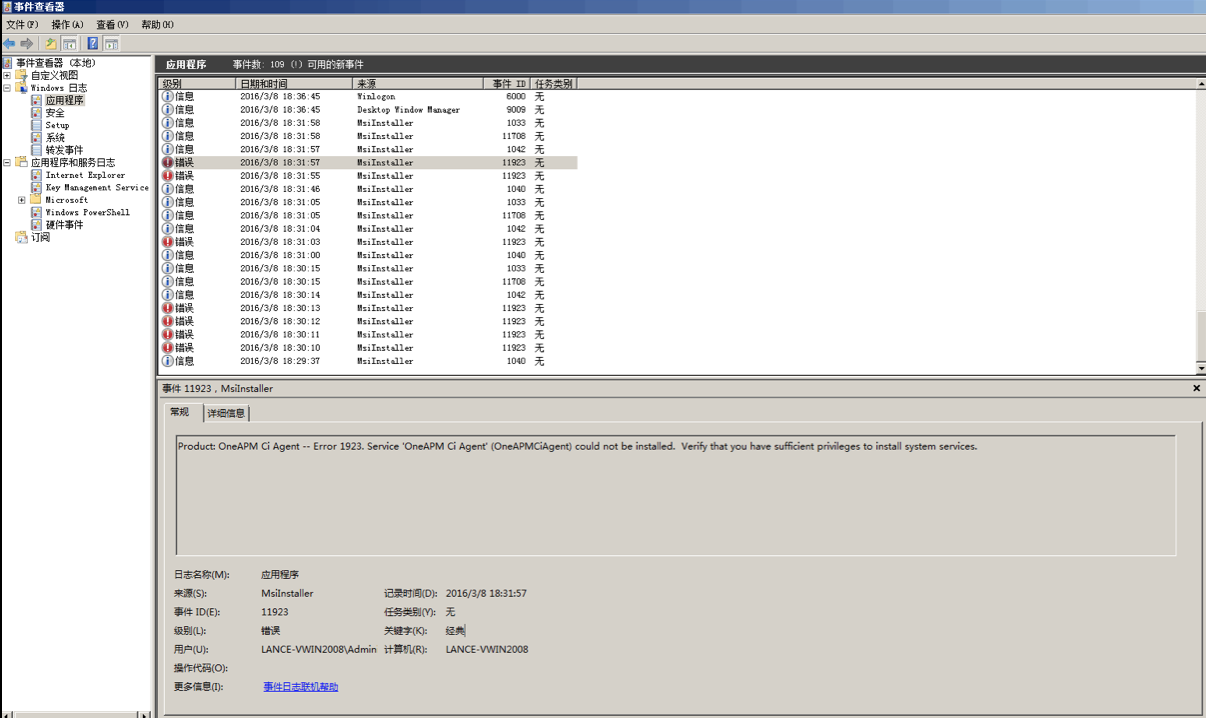 事件查看器
文件(F) 操作(A) 查看(V) 帮助(H)
事件查看器 (本地)
自定义视图
Windows 日志
应用程序
安全
Setup
系统
转发事件
应用程序和服务日志
Internet Explorer
Key Management Service
Microsoft
Windows PowerShell
硬件事件
订阅
应用程序 事件数: 109 (!) 可用的新事件
级别 日期和时间 来源 事件 ID 任务类别
信息 2016/3/8 18:36:45 Winlogon 6000 无
信息 2016/3/8 18:36:45 Desktop Window Manager 9009 无
信息 2016/3/8 18:31:58 MsiInstaller 1033 无
信息 2016/3/8 18:31:58 MsiInstaller 11708 无
信息 2016/3/8 18:31:57 MsiInstaller 1042 无
错误 2016/3/8 18:31:57 MsiInstaller 11923 无
错误 2016/3/8 18:31:55 MsiInstaller 11923 无
信息 2016/3/8 18:31:46 MsiInstaller 1040 无
信息 2016/3/8 18:31:05 MsiInstaller 1033 无
信息 2016/3/8 18:31:05 MsiInstaller 11708 无
信息 2016/3/8 18:31:04 MsiInstaller 1042 无
错误 2016/3/8 18:31:03 MsiInstaller 11923 无
信息 2016/3/8 18:31:00 MsiInstaller 1040 无
信息 2016/3/8 18:30:15 MsiInstaller 1033 无
信息 2016/3/8 18:30:15 MsiInstaller 11708 无
信息 2016/3/8 18:30:14 MsiInstaller 1042 无
错误 2016/3/8 18:30:13 MsiInstaller 11923 无
错误 2016/3/8 18:30:12 MsiInstaller 11923 无
错误 2016/3/8 18:30:11 MsiInstaller 11923 无
错误 2016/3/8 18:30:10 MsiInstaller 11923 无
信息 2016/3/8 18:29:37 MsiInstaller 1040 无
事件 11923，MsiInstaller
常规 详细信息
Product: OneAPM Ci Agent -- Error 1923. Service 'OneAPM Ci Agent' (OneAPMCiAgent) could not be installed. Verify that you have sufficient privileges to install system services.
日志名称(M): 应用程序
来源(S): MsiInstaller 记录时间(D): 2016/3/8 18:31:57
事件 ID(E): 11923 任务类别(Y): 无
级别(L): 错误 关键字(K): 经典
用户(U): LANCE-VWIN2008\Admin 计算机(R): LANCE-VWIN2008
操作代码(O):
更多信息(I): 事件日志联机帮助